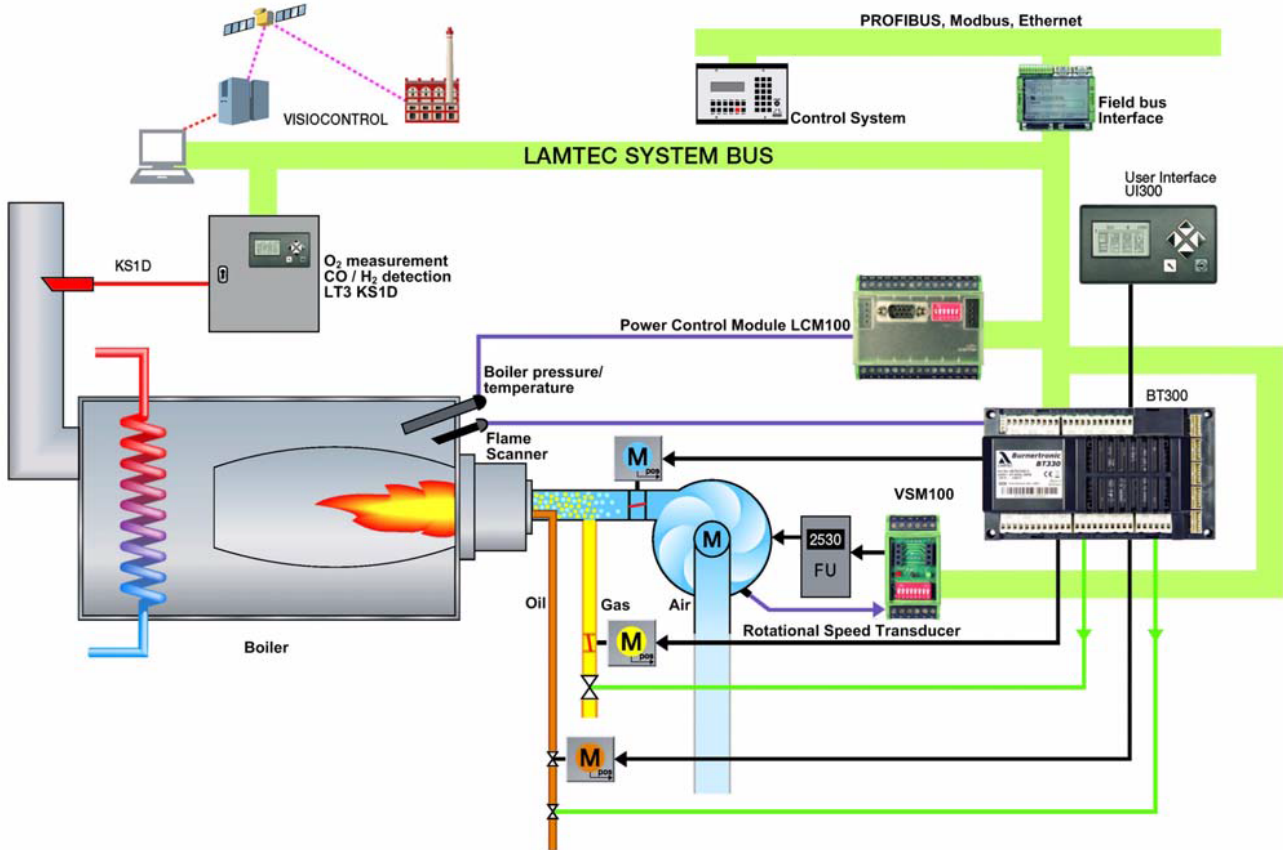 PROFIBUS, Modbus, Ethernet
VISIOCONTROL
Control System
Field bus
Interface
LAMTEC SYSTEM BUS
User Interface
UI300
KS1D
O₂ measurement
CO / H₂ detection
LT3 KS1D
Power Control Module LCM100
Boiler pressure/
temperature
BT300
Flame
Scanner
M
pos
LAMTEC
Burnertronic
BT330
VSM100
M
2530
FU
Oil
Gas
Air
Rotational Speed Transducer
M
pos
Boiler
M
pos